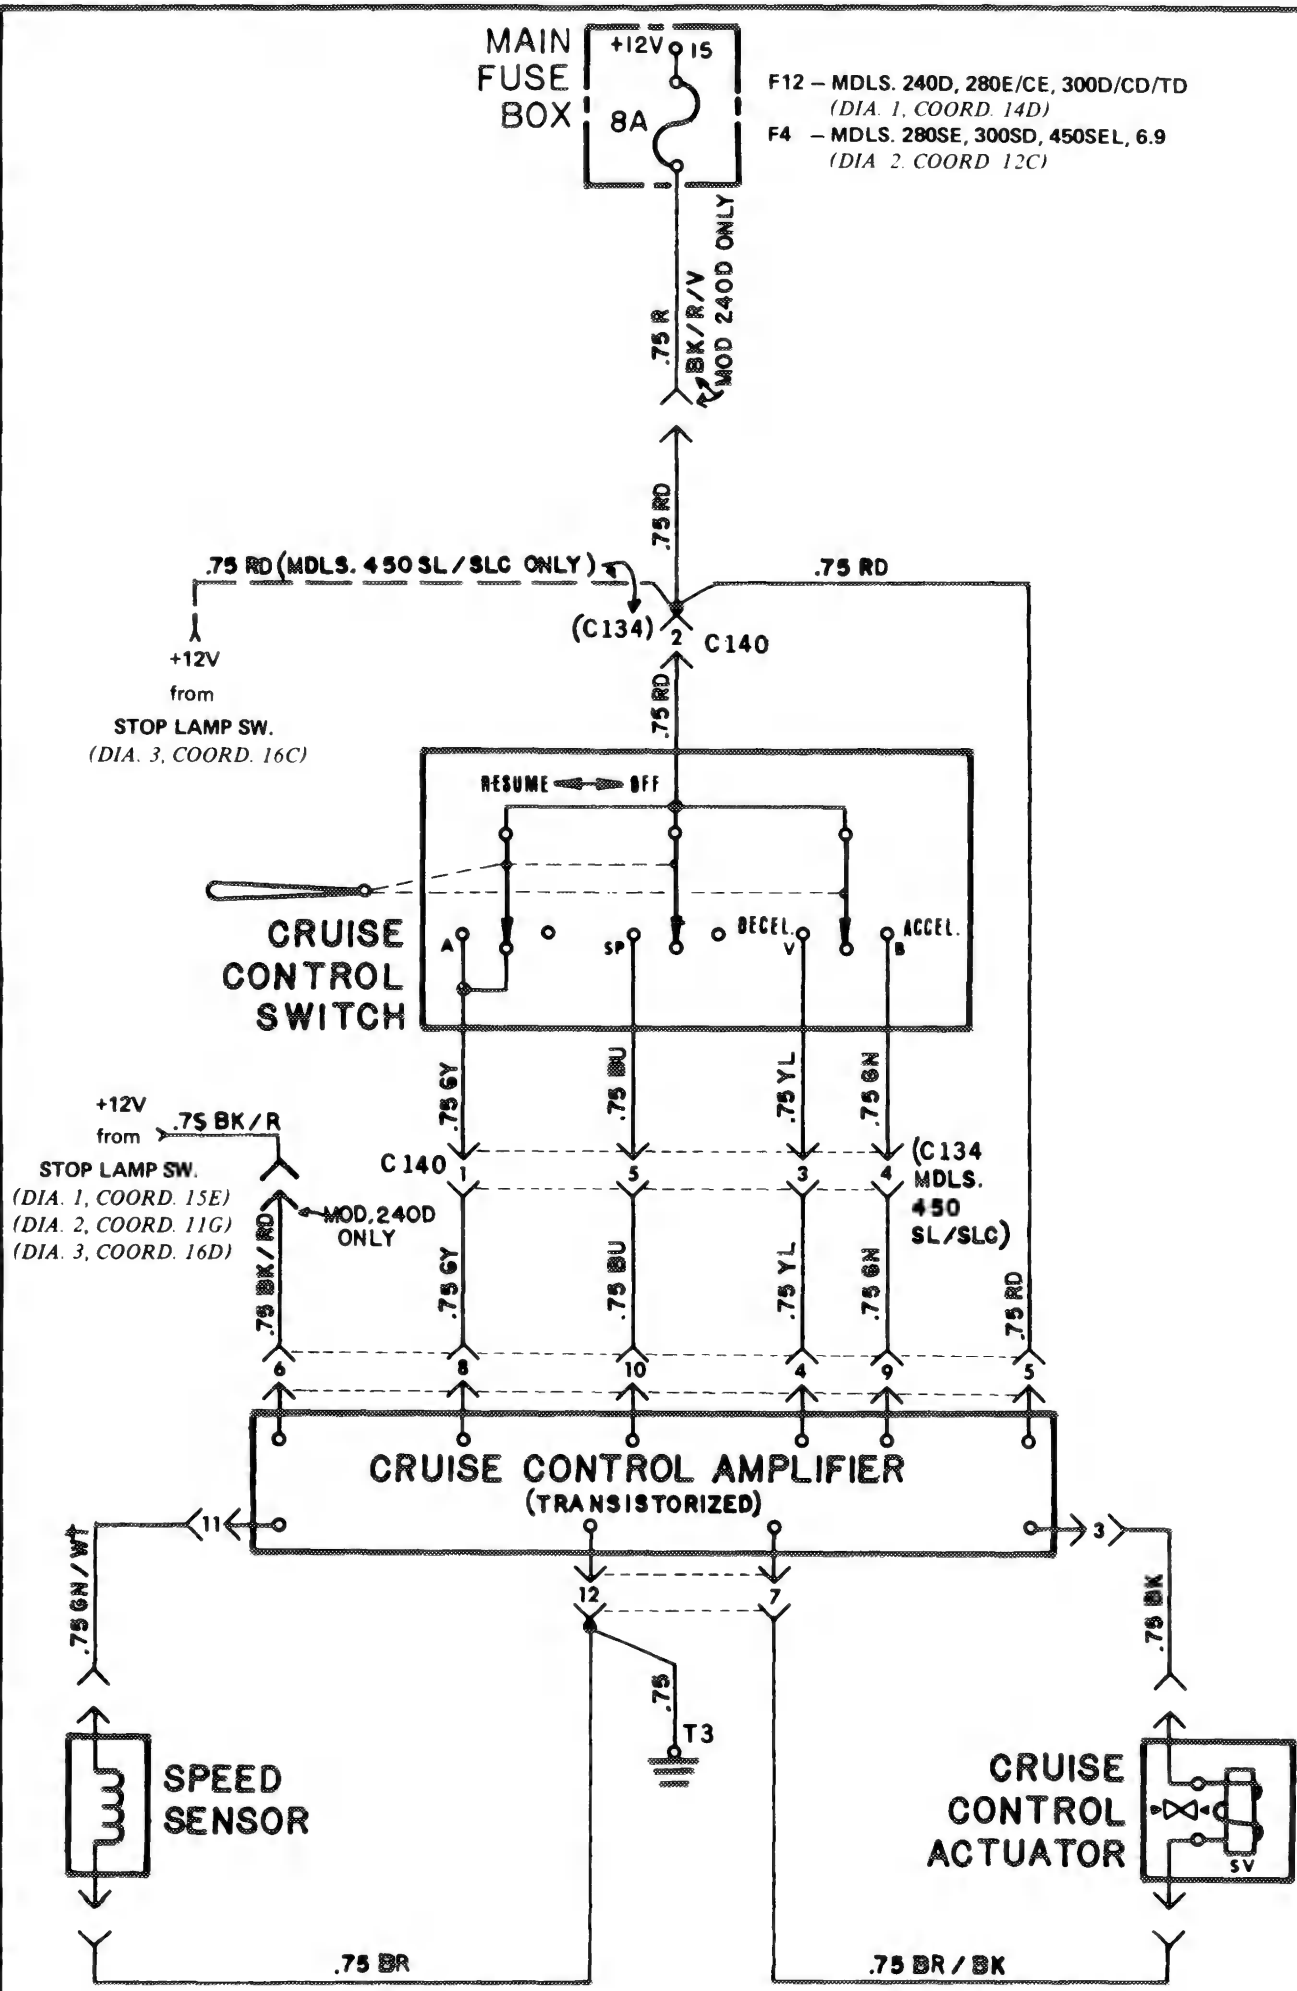 MAIN
FUSE
BOX
+12V 15
8A
F12 – MDLS. 240D, 280E/CE, 300D/CD/TD
(DIA. 1, COORD. 14D)
F4 – MDLS. 280SE, 300SD, 450SEL, 6.9
(DIA 2. COORD 12C)
.75 R
BK/R/V
MOD 240D ONLY
.75 RD
.75 RD (MDLS. 450 SL/SLC ONLY)
.75 RD
(C134)
2
C140
+12V
from
STOP LAMP SW.
(DIA. 3, COORD. 16C)
.75 RD
RESUME OFF
CRUISE
CONTROL
SWITCH
A
SP
DECEL.
V
ACCEL.
B
.75 GY
.75 BU
.75 YL
.75 GN
+12V
from
.75 BK/R
STOP LAMP SW.
(DIA. 1, COORD. 15E)
(DIA. 2, COORD. 11G)
(DIA. 3, COORD. 16D)
MOD. 240D
ONLY
C140 1 5 3 4
(C134
MDLS.
450
SL/SLC)
.75 BK/RD
.75 GY
.75 BU
.75 YL
.75 GN
.75 RD
6 8 10 4 9 5
CRUISE CONTROL AMPLIFIER
(TRANSISTORIZED)
11
3
12 7
.75 GN/WT
.75 BK
.75
T3
SPEED
SENSOR
CRUISE
CONTROL
ACTUATOR
SV
.75 BR
.75 BR/BK